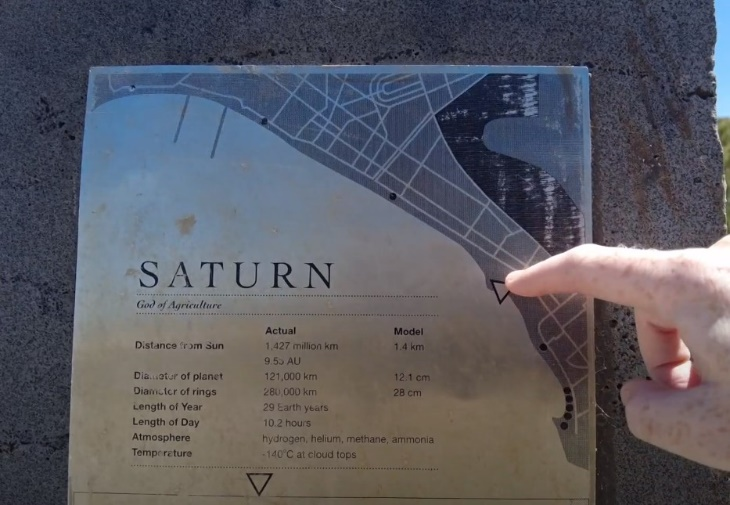 SATURN
God of Agriculture
Actual Model
Distance from Sun 1,427 million km 1.4 km
9.55 AU
Diameter of planet 121,000 km 12.1 cm
Diameter of rings 280,000 km 28 cm
Length of Year 29 Earth years
Length of Day 10.2 hours
Atmosphere hydrogen, helium, methane, ammonia
Temperature -140°C at cloud tops